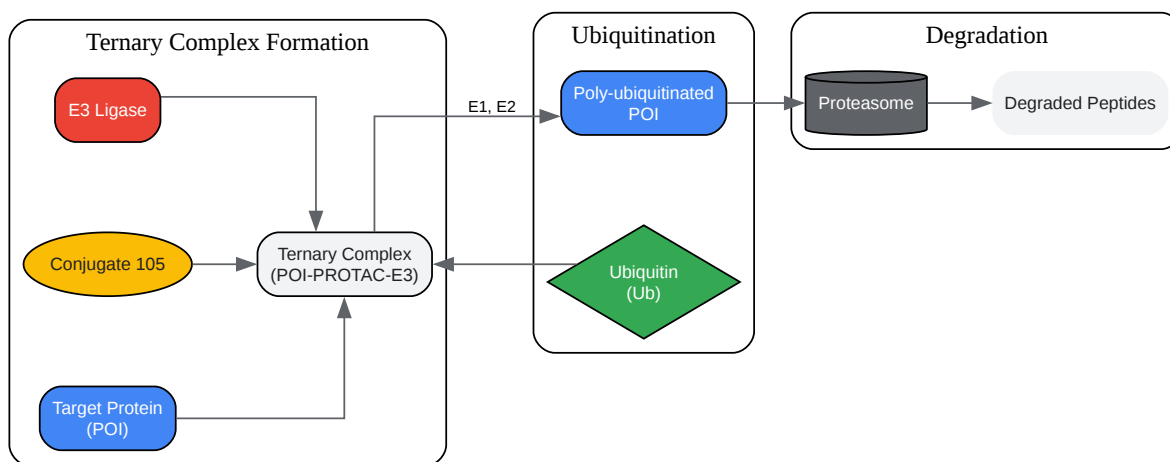 Ternary Complex Formation
E3 Ligase
Conjugate 105
Target Protein
(POI)
Ternary Complex
(POI-PROTAC-E3)
E1, E2
Ubiquitination
Poly-ubiquitinated
POI
Ubiquitin
(Ub)
Degradation
Proteasome
Degraded Peptides